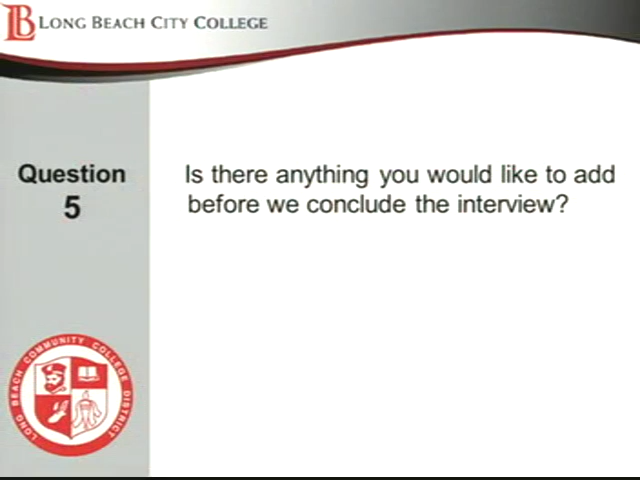 LB LONG BEACH CITY COLLEGE
Question
5
Is there anything you would like to add
before we conclude the interview?
LONG BEACH COMMUNITY COLLEGE DISTRICT